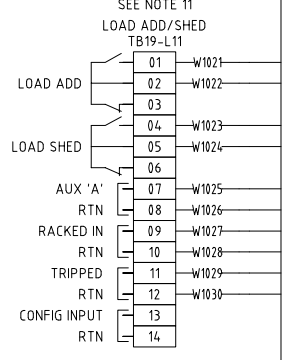 SEE NOTE 11
LOAD ADD/SHED
TB19-L11
01 W1021
LOAD ADD 02 W1022
03
04 W1023
LOAD SHED 05 W1024
06
AUX 'A' 07 W1025
RTN 08 W1026
RACKED IN 09 W1027
RTN 10 W1028
TRIPPED 11 W1029
RTN 12 W1030
CONFIG INPUT 13
RTN 14